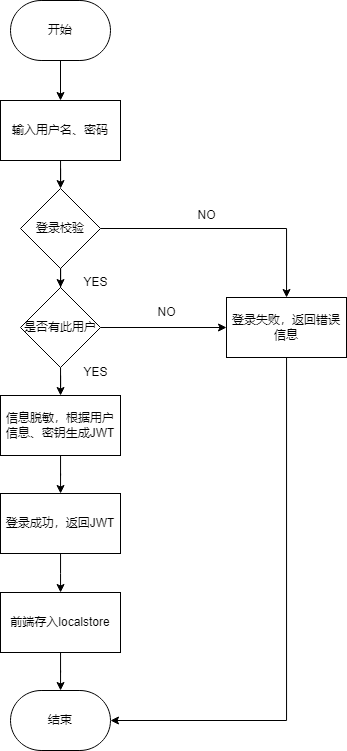 开始
输入用户名、密码
登录校验
NO
YES
是否有此用户
NO
登录失败，返回错误
信息
YES
信息脱敏，根据用户
信息、密钥生成JWT
登录成功，返回JWT
前端存入localstore
结束